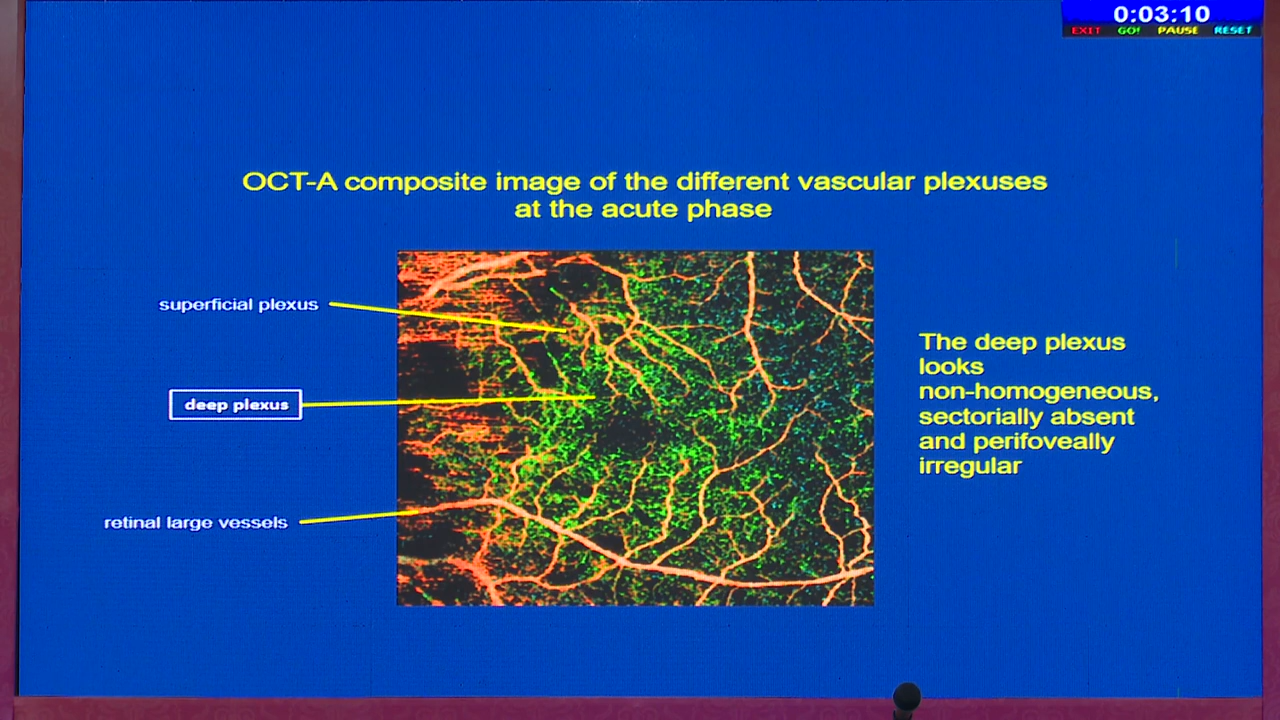 0:03:10
EXIT GO! PAUSE RESET
OCT-A composite image of the different vascular plexuses
at the acute phase
superficial plexus
deep plexus
retinal large vessels
The deep plexus
looks
non-homogeneous,
sectorially absent
and perifoveally
irregular